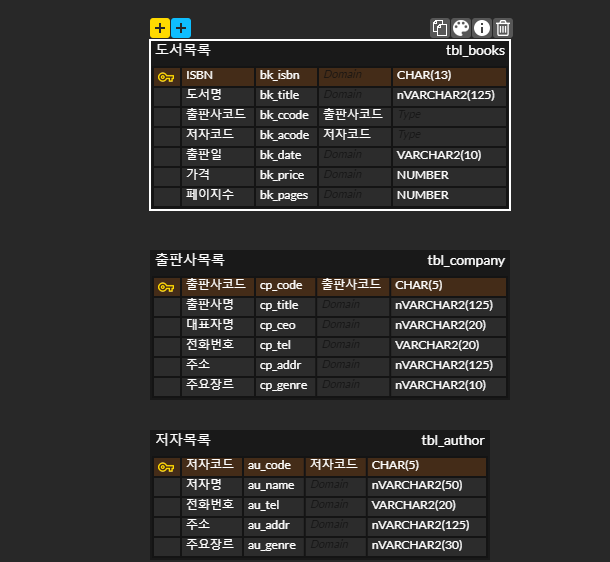 도서목록 tbl_books
ISBN bk_isbn Domain CHAR(13)
도서명 bk_title Domain nVARCHAR2(125)
출판사코드 bk_ccode 출판사코드 Type
저자코드 bk_acode 저자코드 Type
출판일 bk_date Domain VARCHAR2(10)
가격 bk_price Domain NUMBER
페이지수 bk_pages Domain NUMBER
출판사목록 tbl_company
출판사코드 cp_code 출판사코드 CHAR(5)
출판사명 cp_title Domain nVARCHAR2(125)
대표자명 cp_ceo Domain nVARCHAR2(20)
전화번호 cp_tel Domain VARCHAR2(20)
주소 cp_addr Domain nVARCHAR2(125)
주요장르 cp_genre Domain nVARCHAR2(10)
저자목록 tbl_author
저자코드 au_code 저자코드 CHAR(5)
저자명 au_name Domain nVARCHAR2(50)
전화번호 au_tel Domain VARCHAR2(20)
주소 au_addr Domain nVARCHAR2(125)
주요장르 au_genre Domain nVARCHAR2(30)